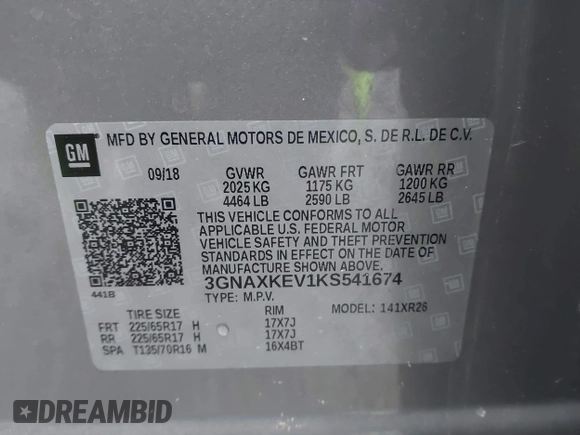 GM
MFD BY GENERAL MOTORS DE MEXICO, S. DE R.L. DE C.V.
09/18 GVWR GAWR FRT GAWR RR
2025 KG 1175 KG 1200 KG
4464 LB 2590 LB 2645 LB
THIS VEHICLE CONFORMS TO ALL
APPLICABLE U.S. FEDERAL MOTOR
VEHICLE SAFETY AND THEFT PREVENTION
STANDARDS IN EFFECT ON THE DATE OF
MANUFACTURE SHOWN ABOVE.
441B 3GNAXKEV1KS541674
TYPE: M.P.V.
TIRE SIZE RIM MODEL: 141XR26
FRT 225/65R17 H 17X7J
RR 225/65R17 H 17X7J
SPA T135/70R16 M 16X4BT
DREAMBID